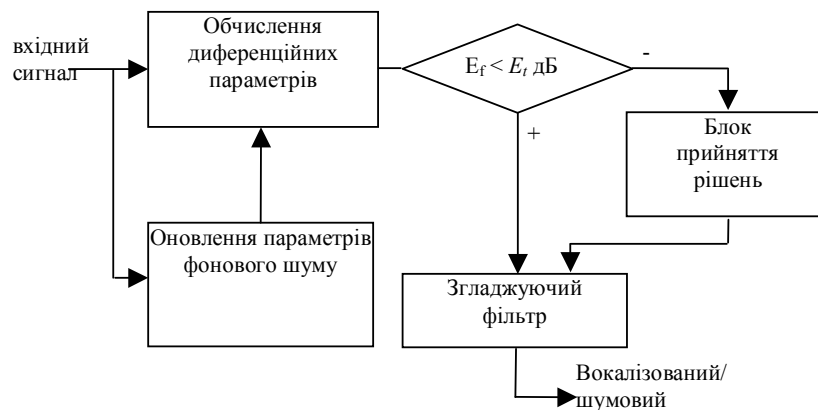 вхідний
сигнал
Обчислення
диференційних
параметрів
E_f < E_t дБ
-
+
Блок
прийняття
рішень
Оновлення параметрів
фонового шуму
Згладжуючий
фільтр
Вокалізований/
шумовий